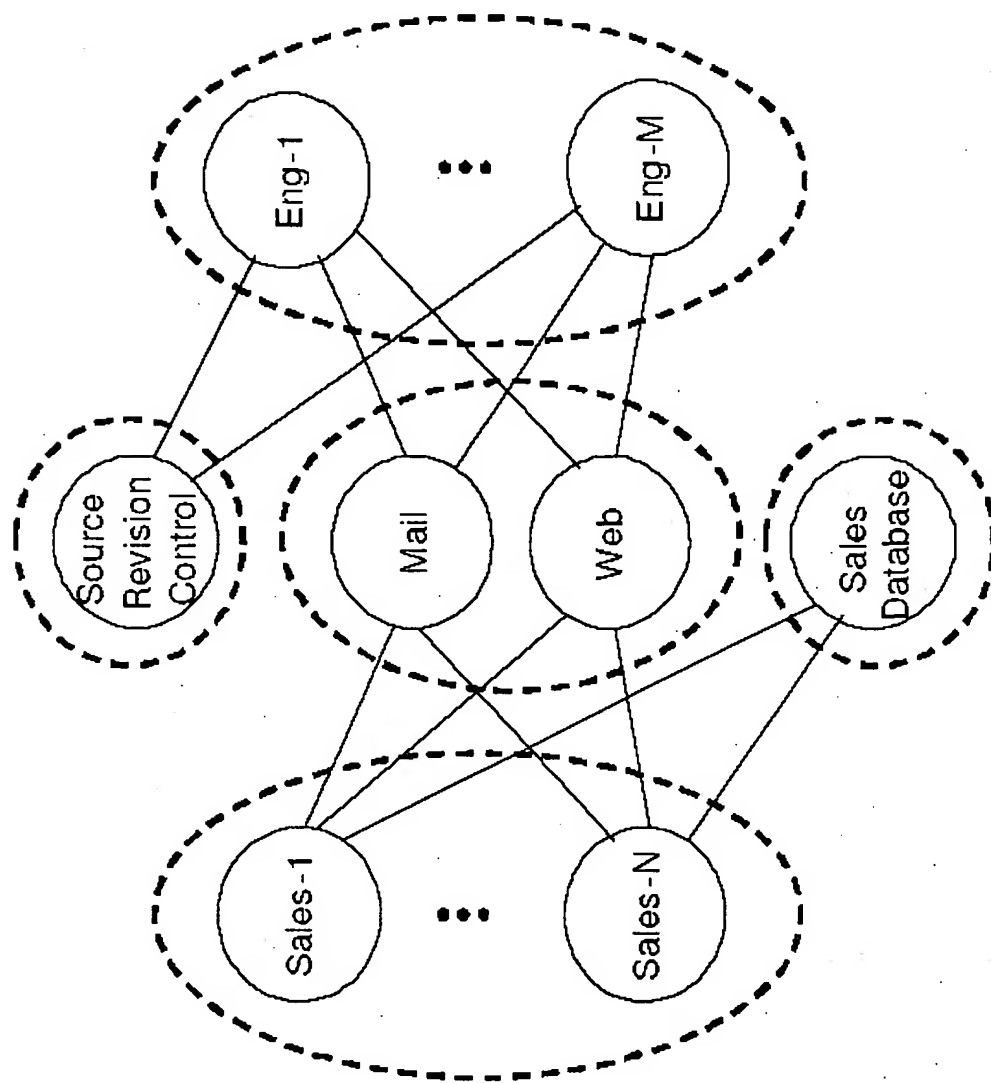 Source
Revision
Control
Eng-1
Eng-M
Mail
Web
Sales-1
Sales-N
Sales
Database